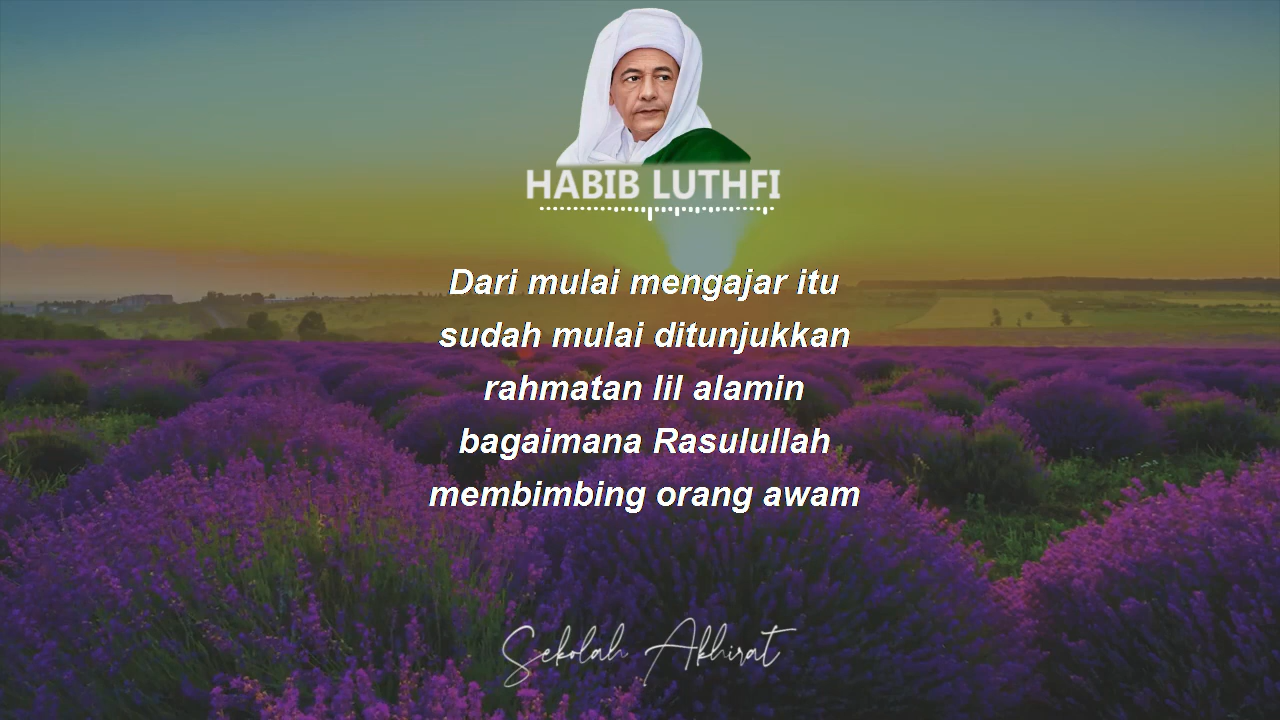 HABIB LUTHFI
Dari mulai mengajar itu
sudah mulai ditunjukkan
rahmatan lil alamin
bagaimana Rasulullah
membimbing orang awam
Sekolah Akhirat